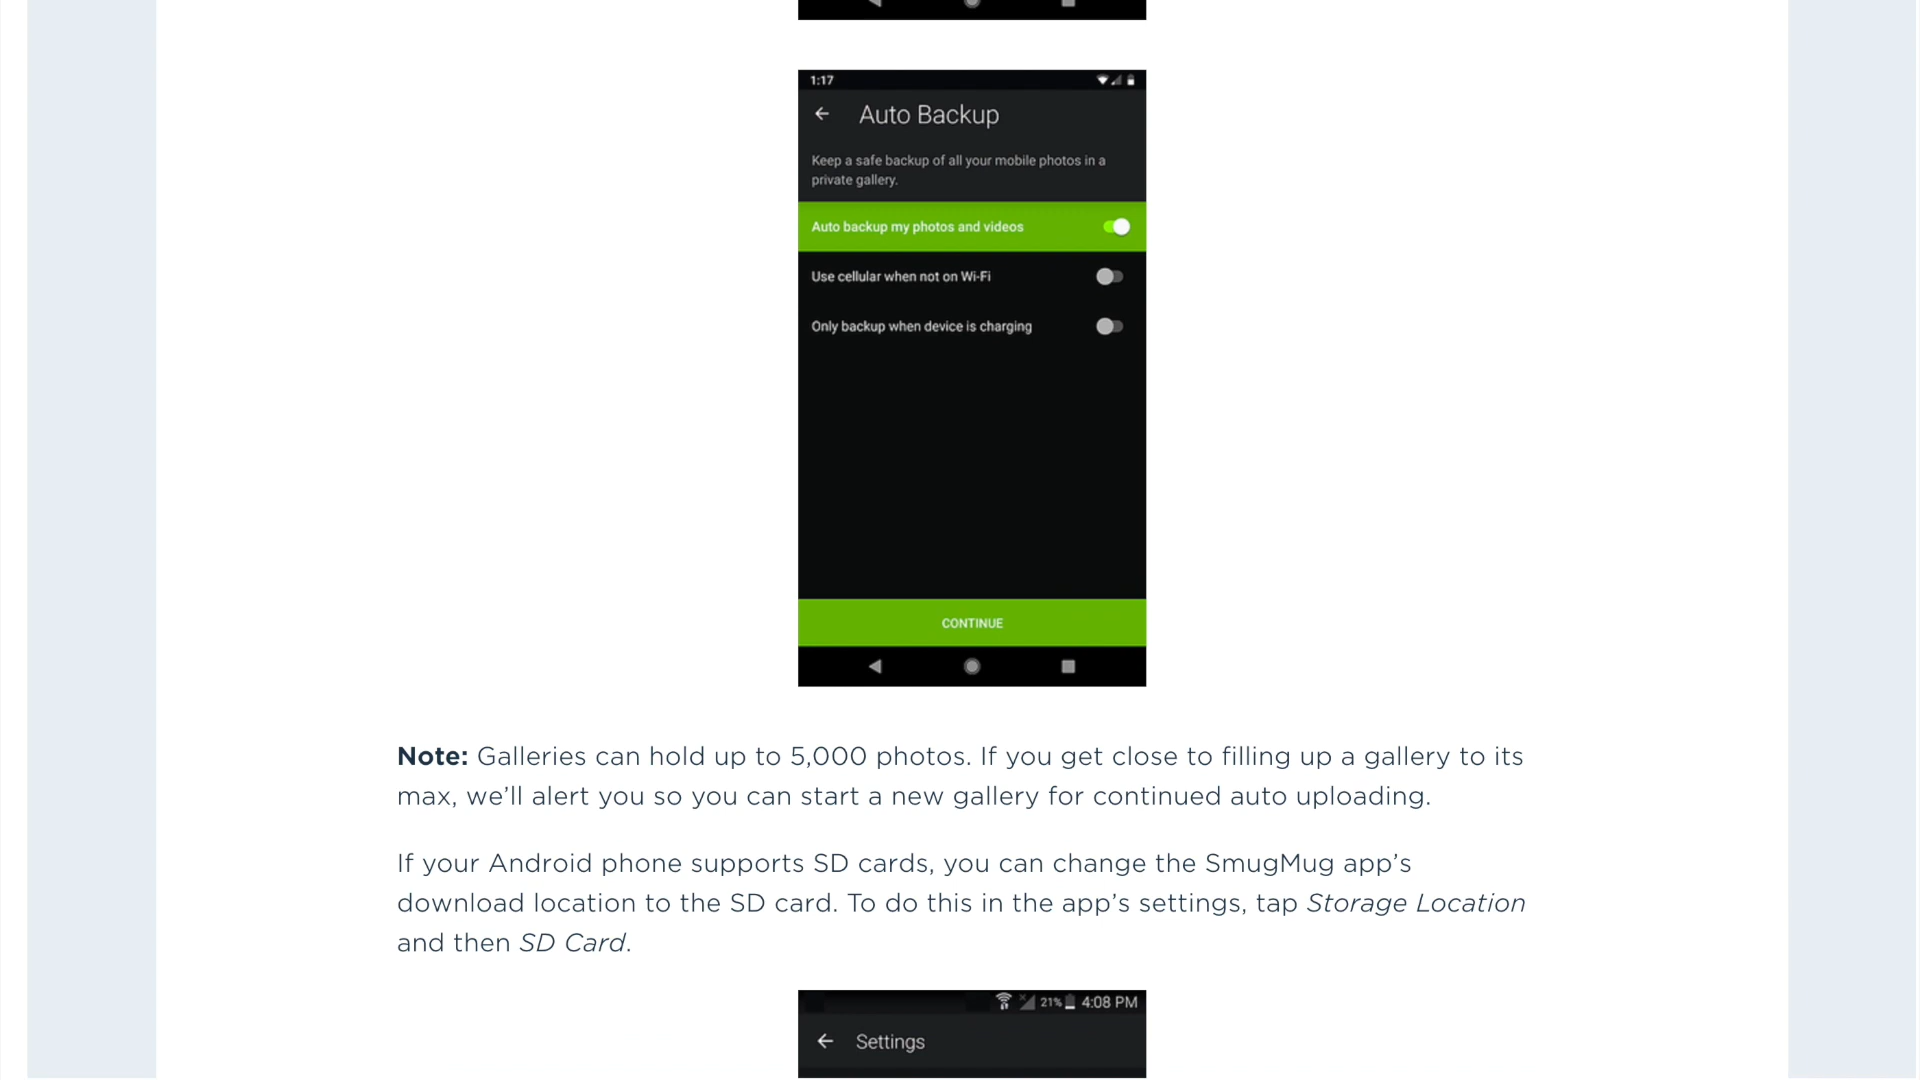 1:17
Auto Backup
Keep a safe backup of all your mobile photos in a
private gallery.
Auto backup my photos and videos
Use cellular when not on Wi-Fi
Only backup when device is charging
CONTINUE
Note: Galleries can hold up to 5,000 photos. If you get close to filling up a gallery to its
max, we’ll alert you so you can start a new gallery for continued auto uploading.
If your Android phone supports SD cards, you can change the SmugMug app’s
download location to the SD card. To do this in the app’s settings, tap Storage Location
and then SD Card.
21% 4:08 PM
Settings